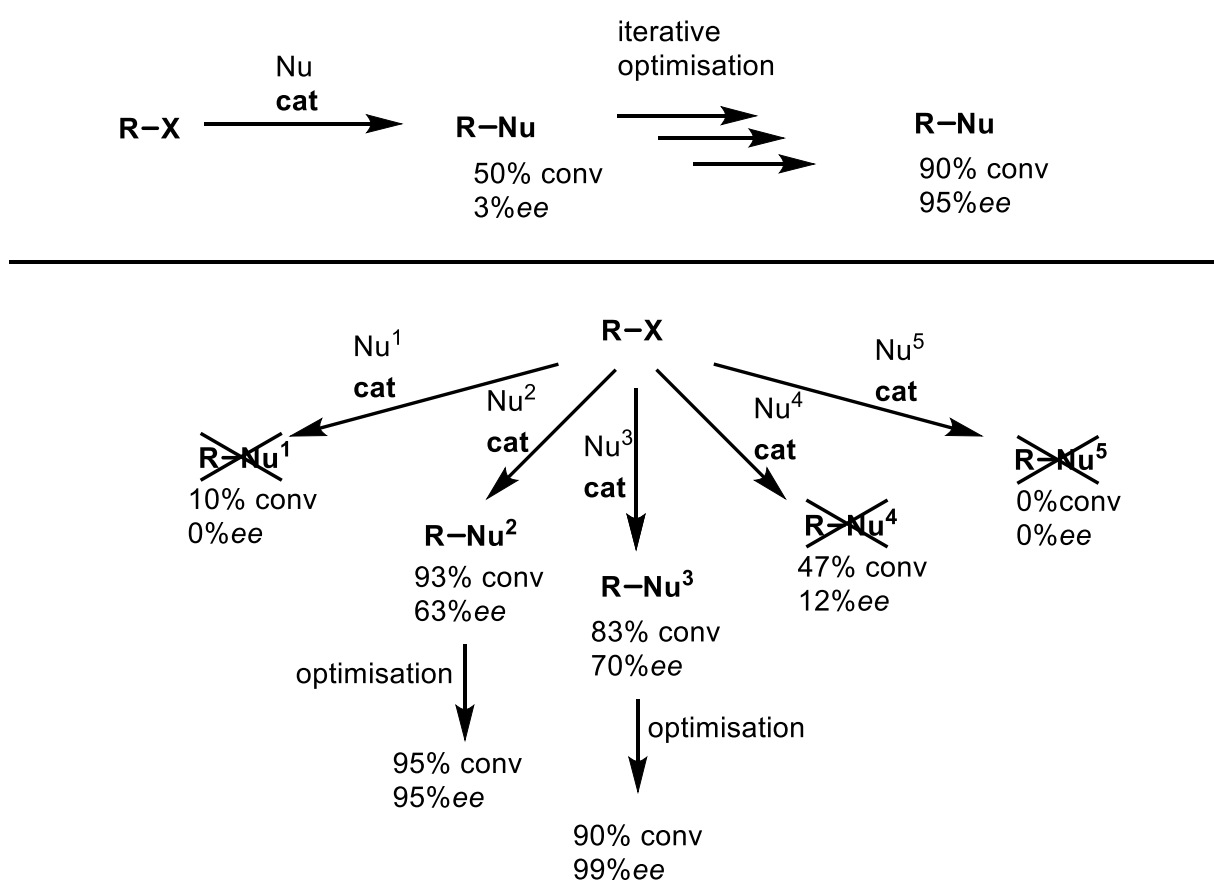 iterative
optimisation
Nu
cat
R–X
R–Nu
R–Nu
50% conv
3%ee
90% conv
95%ee
R–X
Nu¹
cat
Nu²
cat
Nu³
cat
Nu⁴
cat
Nu⁵
cat
R–Nu¹
10% conv
0%ee
R–Nu²
93% conv
63%ee
R–Nu³
83% conv
70%ee
R–Nu⁴
47% conv
12%ee
R–Nu⁵
0%conv
0%ee
optimisation
95% conv
95%ee
optimisation
90% conv
99%ee